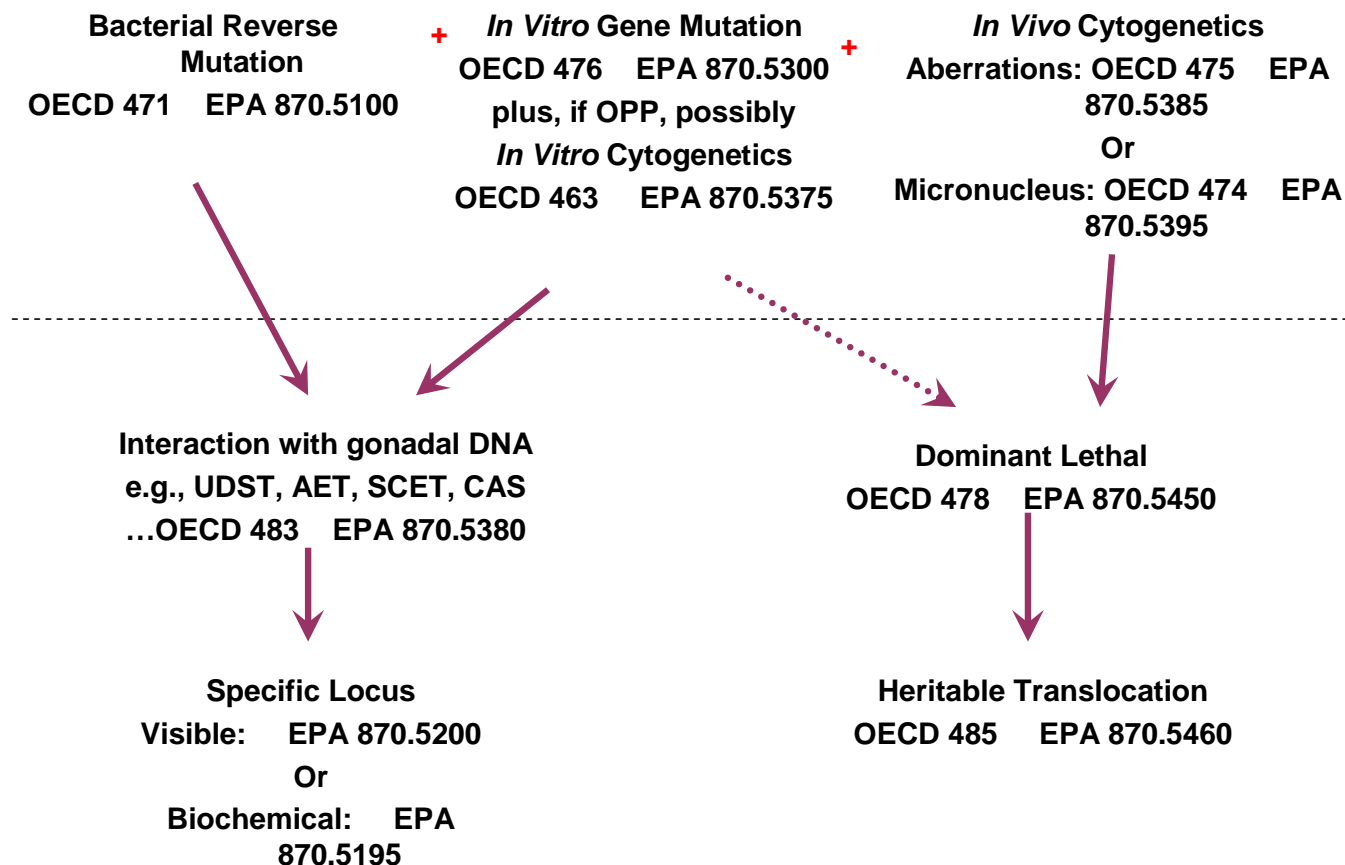 Bacterial Reverse
Mutation
OECD 471 EPA 870.5100
+
In Vitro Gene Mutation
OECD 476 EPA 870.5300
plus, if OPP, possibly
In Vitro Cytogenetics
OECD 463 EPA 870.5375
+
In Vivo Cytogenetics
Aberrations: OECD 475 EPA
870.5385
Or
Micronucleus: OECD 474 EPA
870.5395
Interaction with gonadal DNA
e.g., UDST, AET, SCET, CAS
…OECD 483 EPA 870.5380
Dominant Lethal
OECD 478 EPA 870.5450
Specific Locus
Visible: EPA 870.5200
Or
Biochemical: EPA
870.5195
Heritable Translocation
OECD 485 EPA 870.5460